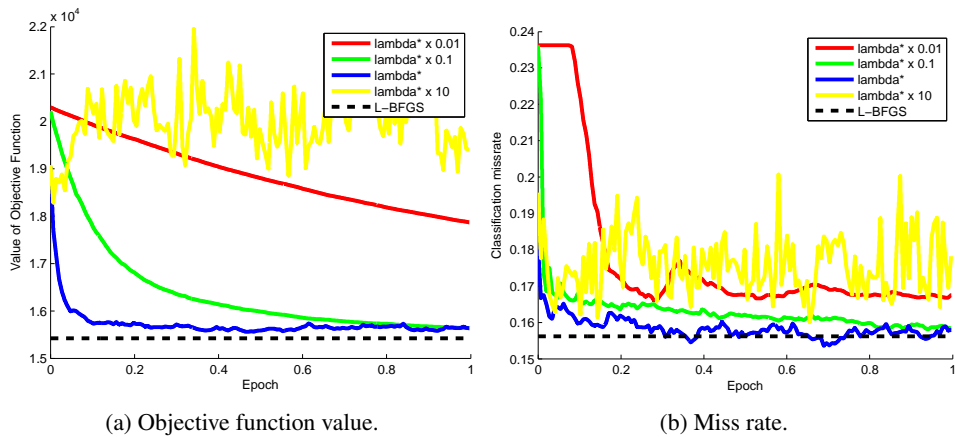 x 10⁴
2.2
2.1
2
1.9
1.8
1.7
1.6
1.5
Value of Objective Function
0 0.2 0.4 0.6 0.8 1
Epoch
lambda* x 0.01
lambda* x 0.1
lambda*
lambda* x 10
L−BFGS
(a) Objective function value.
0.24
0.23
0.22
0.21
0.2
0.19
0.18
0.17
0.16
0.15
Classification missrate
0 0.2 0.4 0.6 0.8 1
Epoch
lambda* x 0.01
lambda* x 0.1
lambda*
lambda* x 10
L−BFGS
(b) Miss rate.